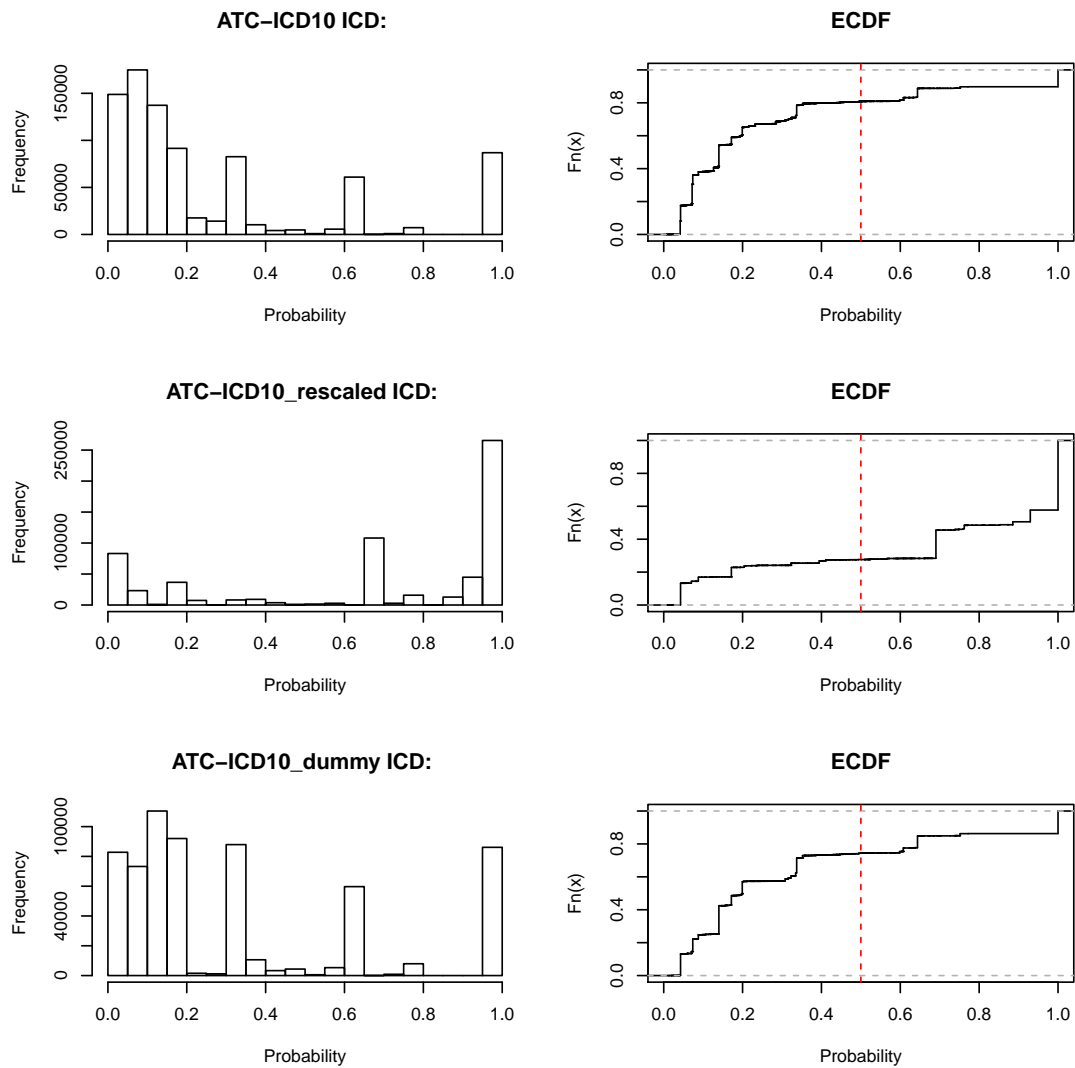 ATC−ICD10 ICD:
Frequency
0
50000
150000
0.0 0.2 0.4 0.6 0.8 1.0
Probability
ECDF
Fn(x)
0.0
0.4
0.8
0.0 0.2 0.4 0.6 0.8 1.0
Probability
ATC−ICD10_rescaled ICD:
Frequency
0
100000
250000
0.0 0.2 0.4 0.6 0.8 1.0
Probability
ECDF
Fn(x)
0.0
0.4
0.8
0.0 0.2 0.4 0.6 0.8 1.0
Probability
ATC−ICD10_dummy ICD:
Frequency
0
40000
100000
0.0 0.2 0.4 0.6 0.8 1.0
Probability
ECDF
Fn(x)
0.0
0.4
0.8
0.0 0.2 0.4 0.6 0.8 1.0
Probability